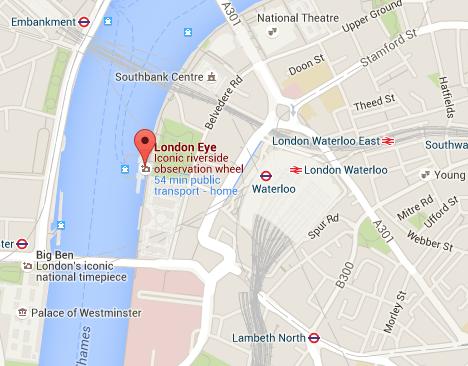 A301
National Theatre
Upper Ground
Embankment
Doon St
Stamford St
Southbank Centre
Belvedere Rd
Hatfields
Theed St
London Eye
Iconic riverside
observation wheel
54 min public
transport - home
London Waterloo East
Southwa
London Waterloo
Waterloo
Young
Mitre Rd
Ufford St
Spur Rd
A301
Webber St
ster
Big Ben
London's iconic
national timepiece
B300
Palace of Westminster
Morley St
Lambeth North
hames